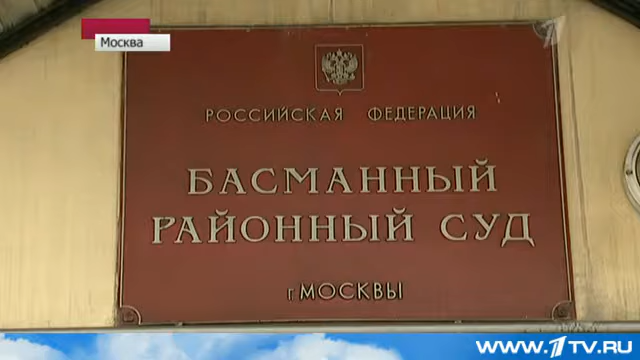 Москва
РОССИЙСКАЯ ФЕДЕРАЦИЯ
БАСМАННЫЙ
РАЙОННЫЙ СУД
г. МОСКВЫ
WWW.1TV.RU